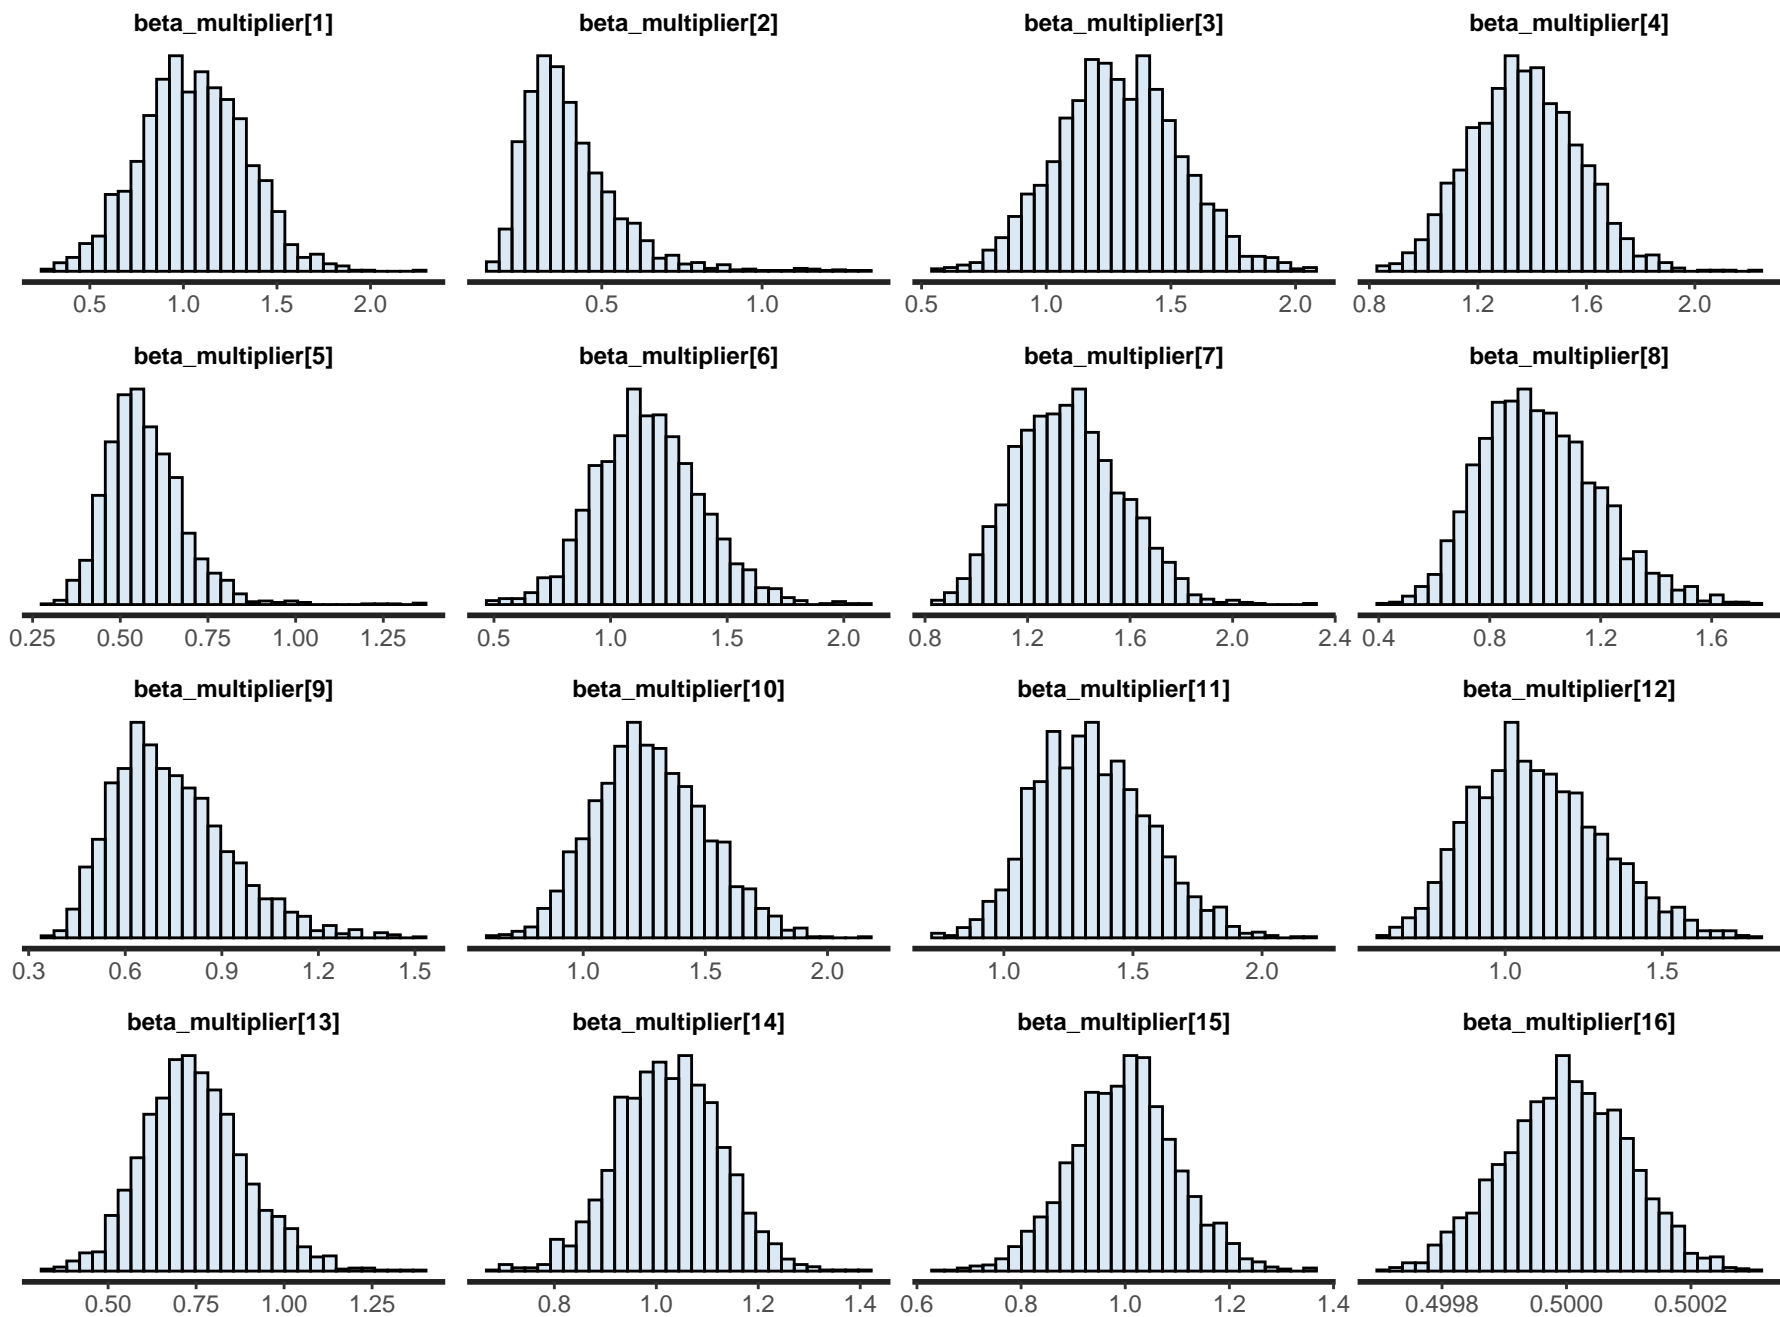 beta_multiplier[1] beta_multiplier[2] beta_multiplier[3] beta_multiplier[4]
0.5 1.0 1.5 2.0 0.5 1.0 0.5 1.0 1.5 2.0 0.8 1.2 1.6 2.0
beta_multiplier[5] beta_multiplier[6] beta_multiplier[7] beta_multiplier[8]
0.25 0.50 0.75 1.00 1.25 0.5 1.0 1.5 2.0 0.8 1.2 1.6 2.0 2.4 0.4 0.8 1.2 1.6
beta_multiplier[9] beta_multiplier[10] beta_multiplier[11] beta_multiplier[12]
0.3 0.6 0.9 1.2 1.5 1.0 1.5 2.0 1.0 1.5 2.0 1.0 1.5
beta_multiplier[13] beta_multiplier[14] beta_multiplier[15] beta_multiplier[16]
0.50 0.75 1.00 1.25 0.8 1.0 1.2 1.4 0.6 0.8 1.0 1.2 1.4 0.4998 0.5000 0.5002